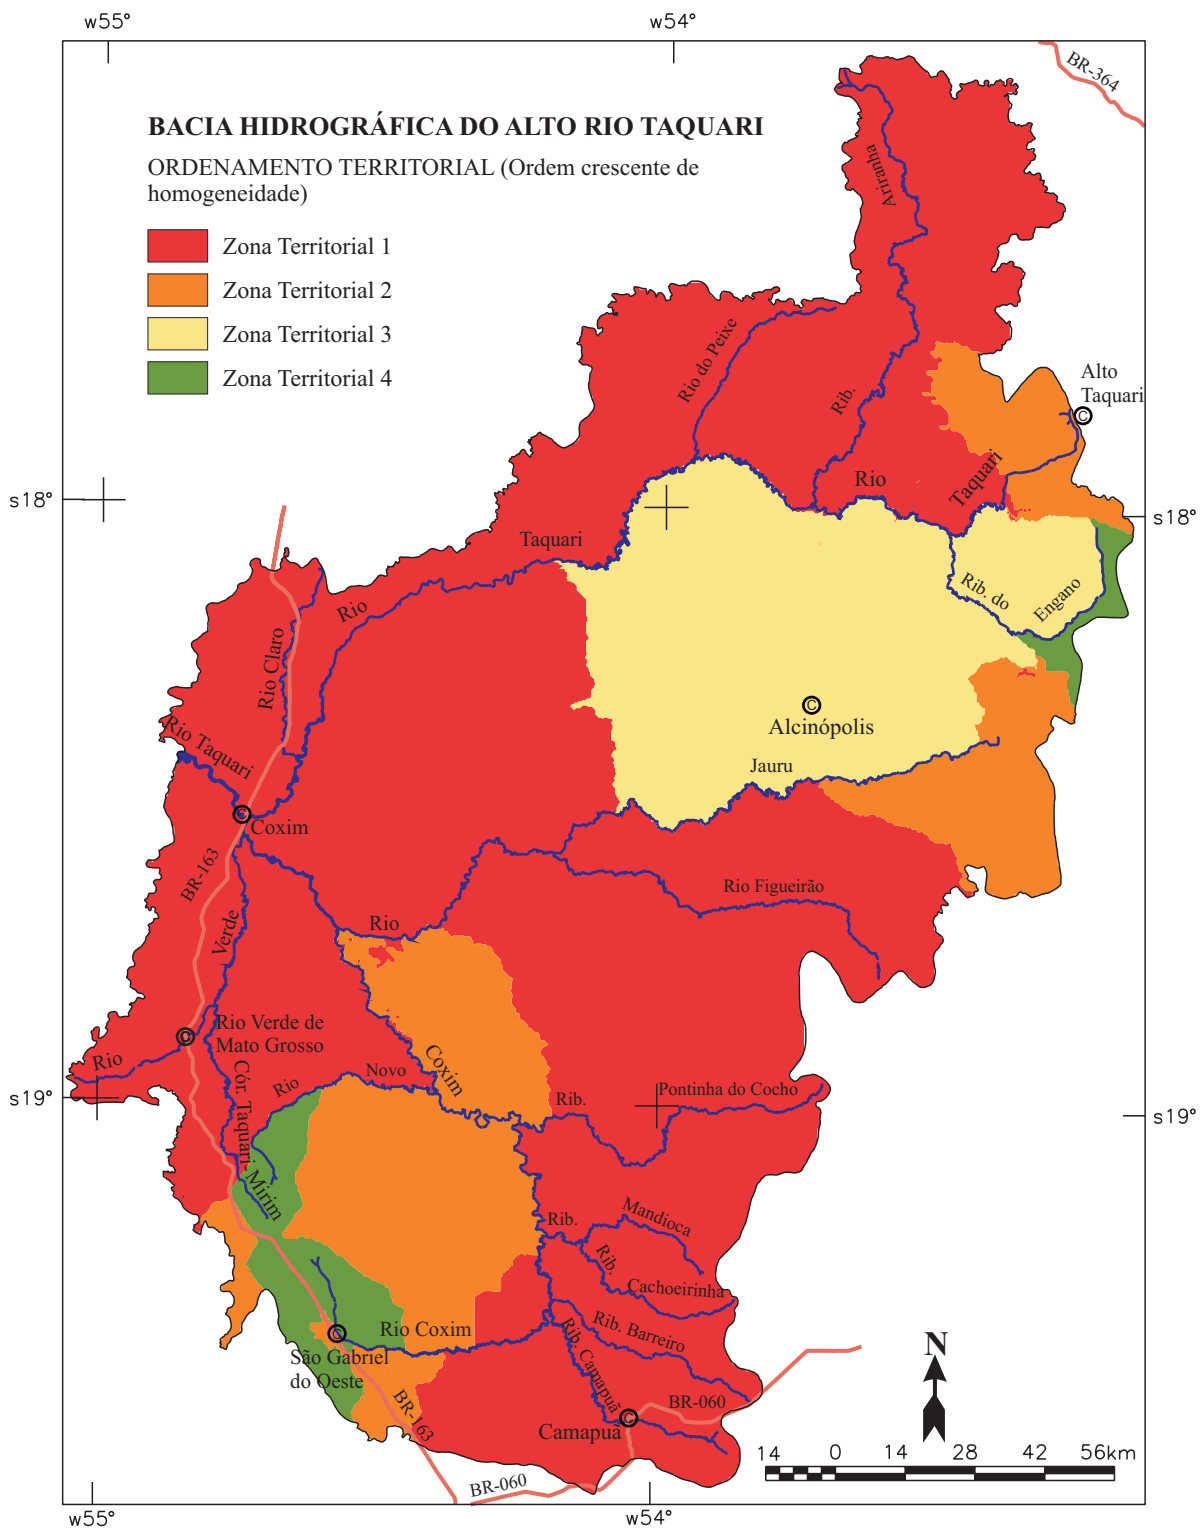 w55°
w54°
BR-364
BACIA HIDROGRÁFICA DO ALTO RIO TAQUARI
ORDENAMENTO TERRITORIAL (Ordem crescente de
homogeneidade)
Zona Territorial 1
Zona Territorial 2
Zona Territorial 3
Zona Territorial 4
Ariranha
Rio do Peixe
Rib.
Alto
Taquari
Rio
Taquari
s18°
s18°
Taquari
Rio
Rib. do
Engano
Rio Claro
Rio Taquari
Alcinópolis
Jauru
Coxim
BR-163
Verde
Rio Figueirão
Rio
Rio Verde de
Mato Grosso
Rio
Coxim
Novo
Rio
Cór. Taquari-Mirim
Rib.
Pontinha do Cocho
s19°
s19°
Rib.
Mandioca
Rib.
Cachoeirinha
Rib. Barreiro
Rio Coxim
São Gabriel
do Oeste
Rib. Camapuã
BR-163
BR-060
Camapuã
BR-060
N
14 0 14 28 42 56km
w55°
w54°